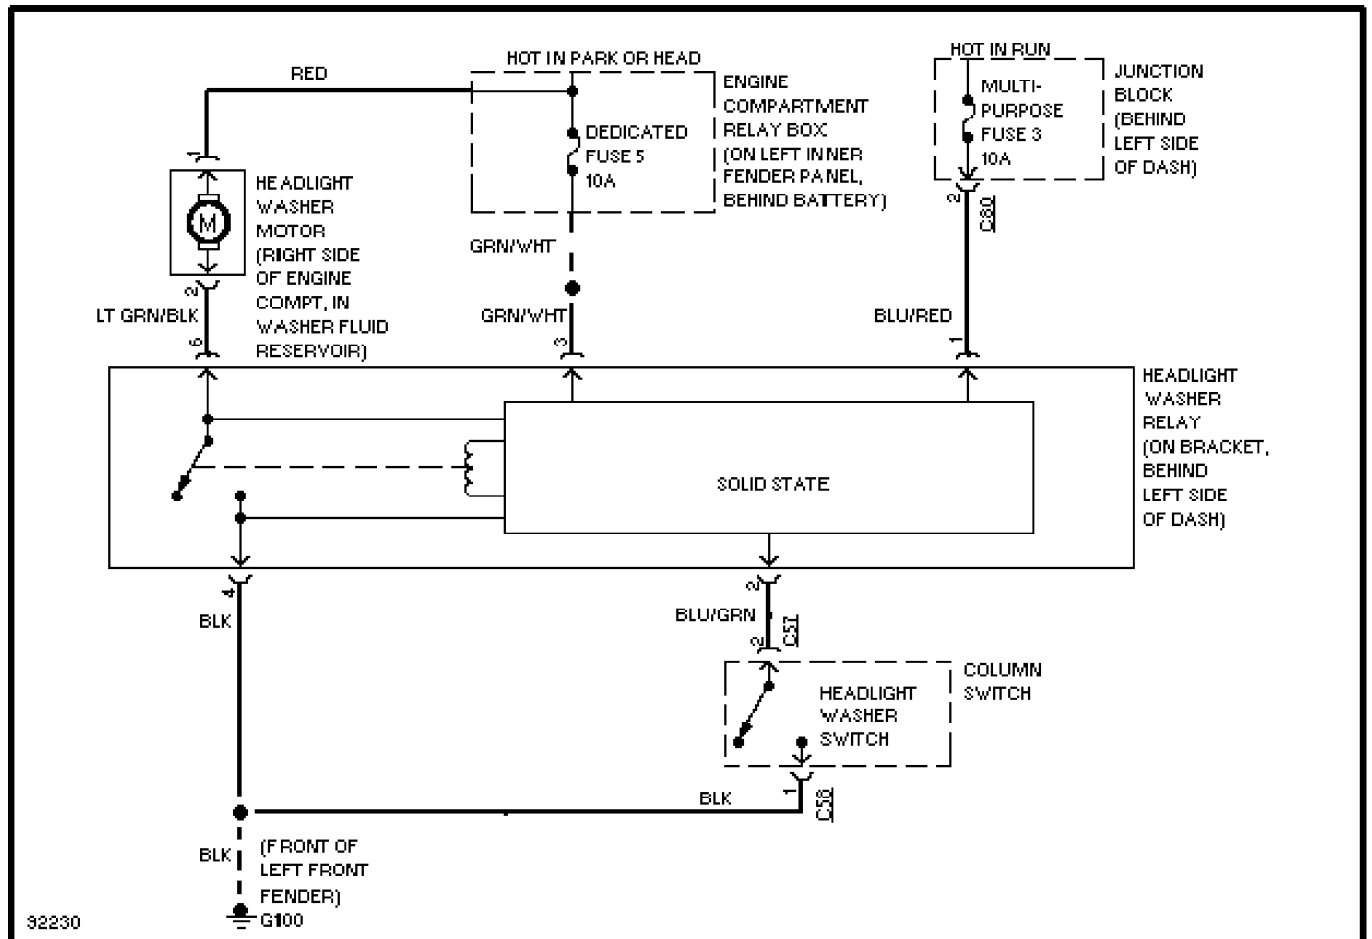 HOT IN PARK OR HEAD
HOT IN RUN
RED
ENGINE
COMPARTMENT
RELAY BOX
(ON LEFT INNER
FENDER PANEL,
BEHIND BATTERY)
DEDICATED
FUSE 5
10A
MULTI-
PURPOSE
FUSE 3
10A
JUNCTION
BLOCK
(BEHIND
LEFT SIDE
OF DASH)
1
M
HEADLIGHT
WASHER
MOTOR
(RIGHT SIDE
OF ENGINE
COMPT, IN
WASHER FLUID
RESERVOIR)
2
C80
GRN/WHT
2
LT GRN/BLK
6
GRN/WHT
3
BLU/RED
1
HEADLIGHT
WASHER
RELAY
(ON BRACKET,
BEHIND
LEFT SIDE
OF DASH)
SOLID STATE
4
BLK
2
BLU/GRN
2
C57
COLUMN
SWITCH
HEADLIGHT
WASHER
SWITCH
BLK
1
C58
BLK
(FRONT OF
LEFT FRONT
FENDER)
G100
92230